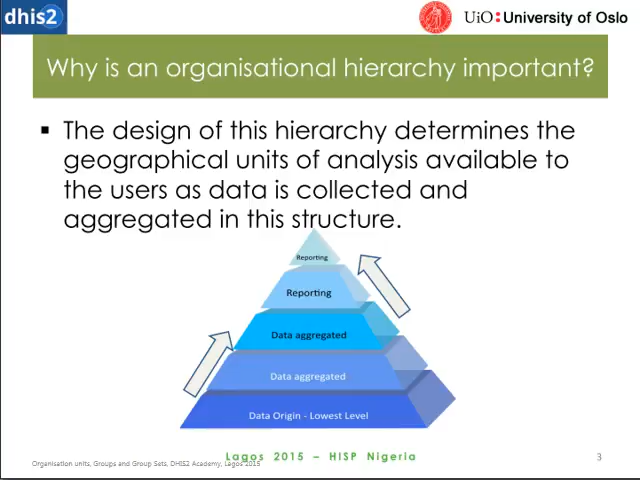 dhis2
UiO:University of Oslo
Why is an organisational hierarchy important?
▪ The design of this hierarchy determines the
geographical units of analysis available to
the users as data is collected and
aggregated in this structure.
Reporting
Reporting
Data aggregated
Data aggregated
Data Origin - Lowest Level
Lagos 2015 – HISP Nigeria
3
Organisation units, Groups and Group Sets, DHIS2 Academy, Lagos 2015